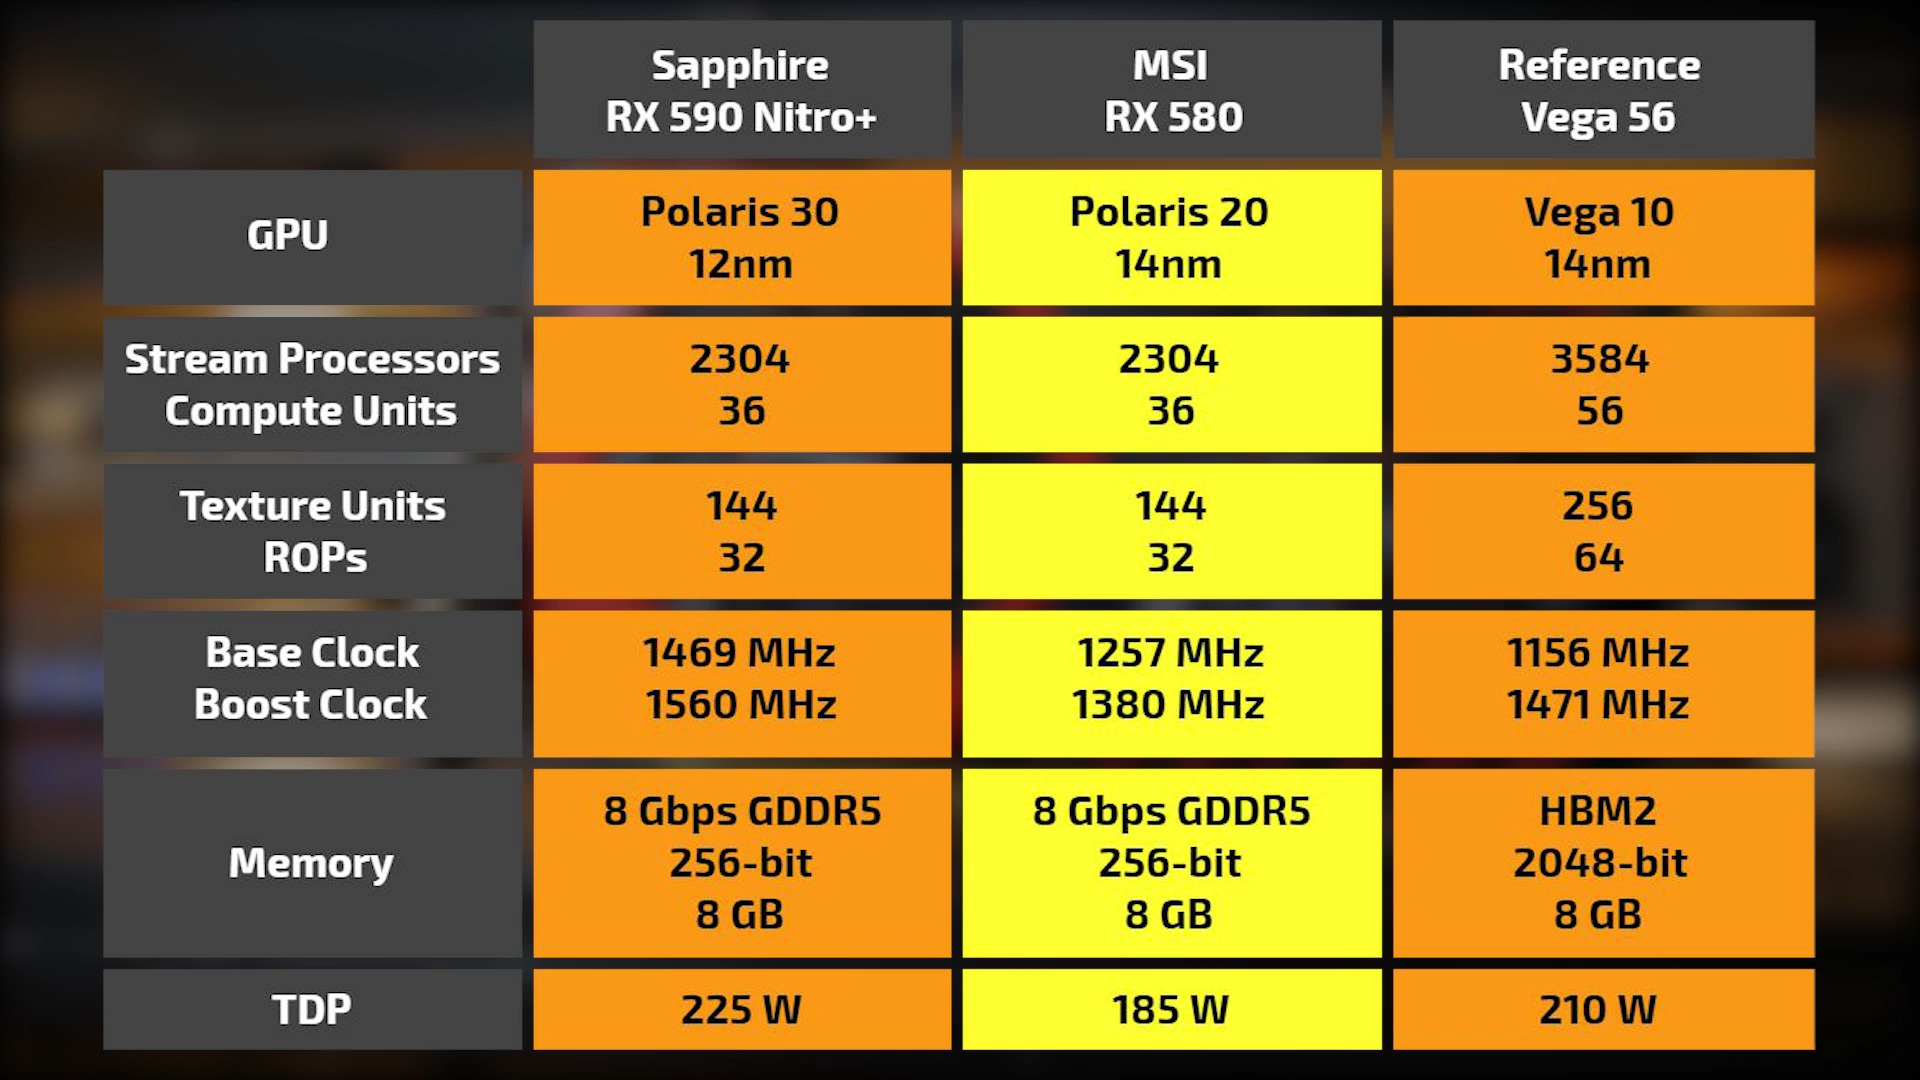 Sapphire
RX 590 Nitro+
MSI
RX 580
Reference
Vega 56
GPU
Polaris 30
12nm
Polaris 20
14nm
Vega 10
14nm
Stream Processors
Compute Units
2304
36
2304
36
3584
56
Texture Units
ROPs
144
32
144
32
256
64
Base Clock
Boost Clock
1469 MHz
1560 MHz
1257 MHz
1380 MHz
1156 MHz
1471 MHz
Memory
8 Gbps GDDR5
256-bit
8 GB
8 Gbps GDDR5
256-bit
8 GB
HBM2
2048-bit
8 GB
TDP
225 W
185 W
210 W